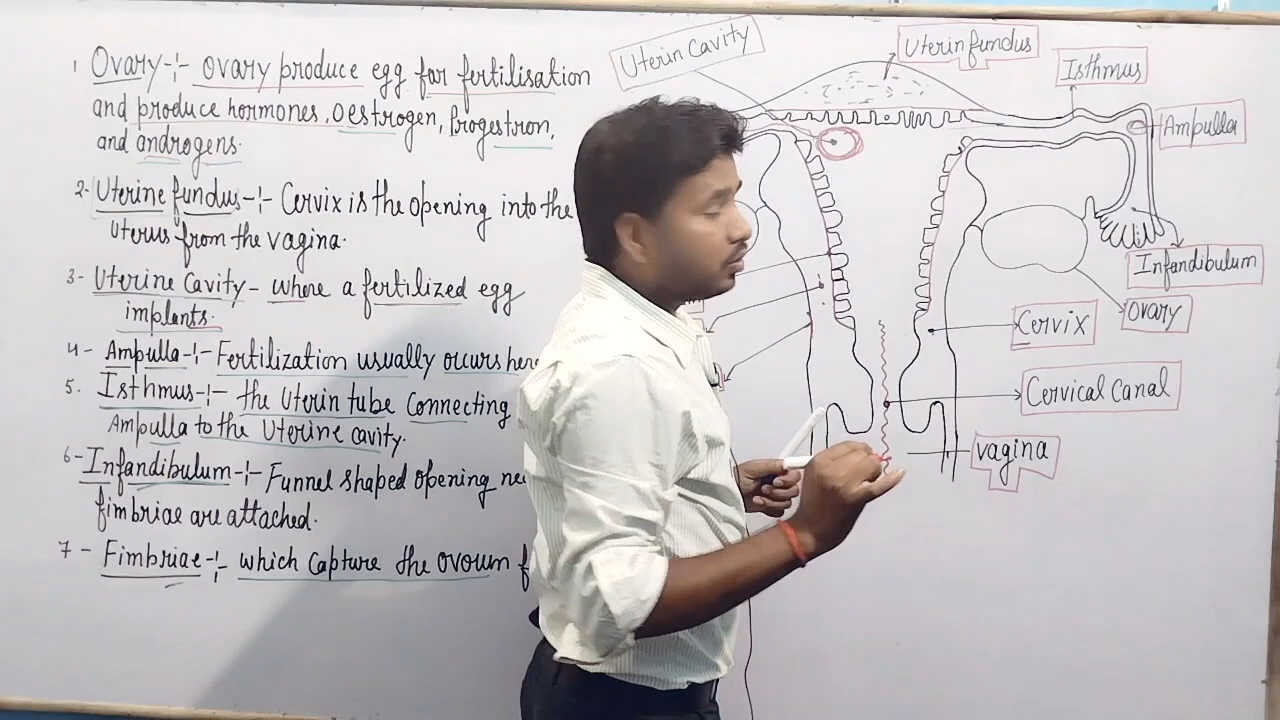 1 Ovary-:- ovary produce egg for fertilisation
and produce hormones, oestrogen, Progestron,
and androgens.
2- Uterine fundus-:- Cervix is the opening into the
Uterus from the vagina.
3- Uterine Cavity- where a fertilized egg
implants.
4- Ampulla-:- Fertilization usually occurs here
5. Isthmus-:- the Uterin tube Connecting
Ampulla to the Uterine cavity.
6- Infandibulum-:- Funnel shaped opening
fimbriae are attached.
7- Fimbriae-:- which Capture the ovoum
Uterin Cavity
Uterin fundus
Isthmus
Ampulla
Infandibulum
Ovary
Cervix
Cervical Canal
vagina